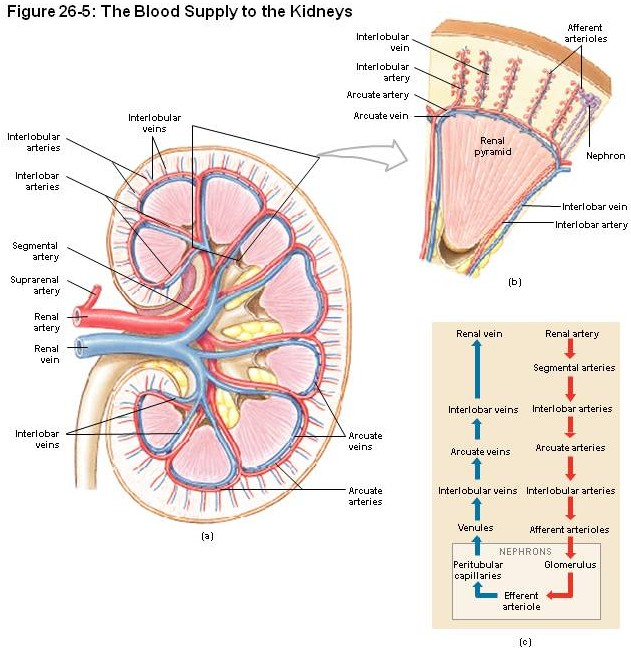 Figure 26-5: The Blood Supply to the Kidneys
Interlobular
veins
Interlobular
arteries
Interlobar
arteries
Segmental
artery
Suprarenal
artery
Renal
artery
Renal
vein
Interlobar
veins
Arcuate
veins
Arcuate
arteries
(a)
Interlobular
vein
Interlobular
artery
Arcuate artery
Arcuate vein
Afferent
arterioles
Renal
pyramid
Nephron
Interlobar vein
Interlobar artery
(b)
Renal vein
Renal artery
Segmental arteries
Interlobar veins
Interlobar arteries
Arcuate veins
Arcuate arteries
Interlobular veins
Interlobular arteries
Venules
Afferent arterioles
NEPHRONS
Peritubular
capillaries
Glomerulus
Efferent
arteriole
(c)